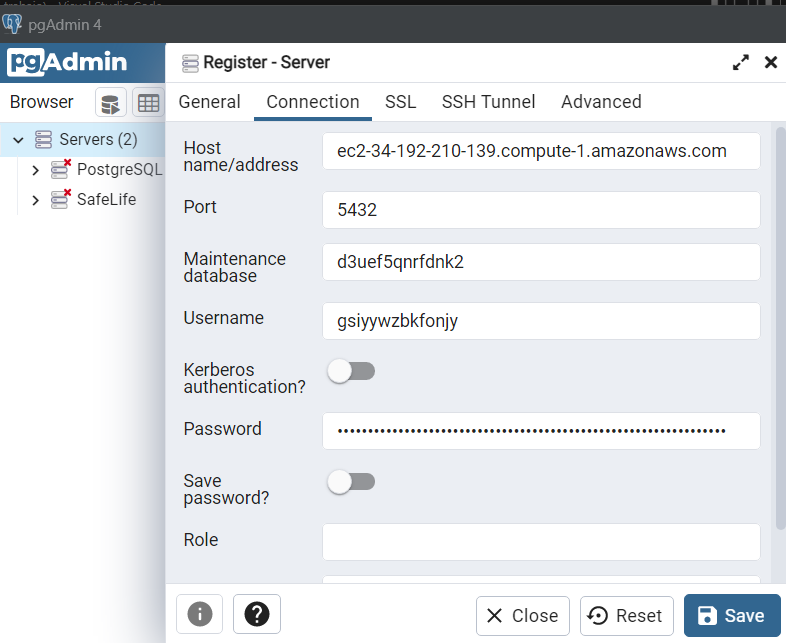 pgAdmin 4
pgAdmin
Register - Server
Browser
General Connection SSL SSH Tunnel Advanced
Servers (2)
PostgreSQL
SafeLife
Host name/address
ec2-34-192-210-139.compute-1.amazonaws.com
Port
5432
Maintenance database
d3uef5qnrfdnk2
Username
gsiyywzbkfonjy
Kerberos authentication?
Password
••••••••••••••••••••••••••••••••••••••••••••••••••••••••••••••••
Save password?
Role
Close
Reset
Save